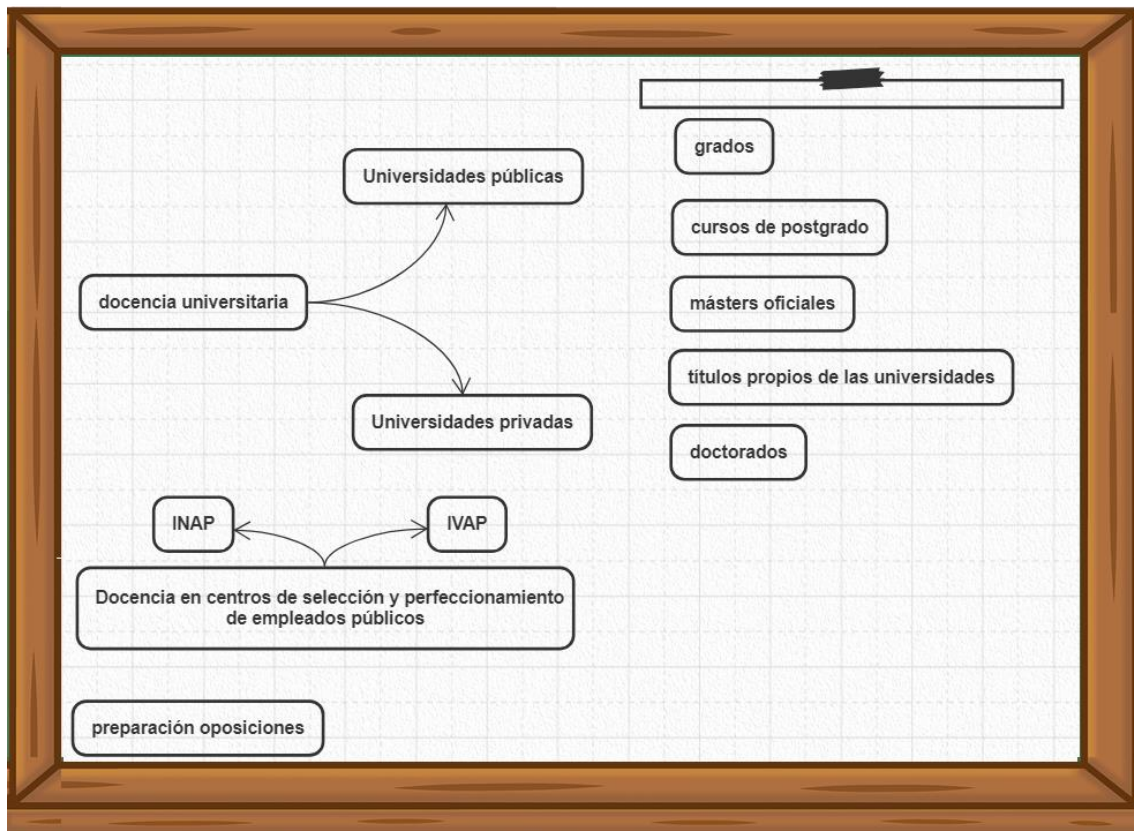 Universidades públicas
docencia universitaria
Universidades privadas
INAP
IVAP
Docencia en centros de selección y perfeccionamiento
de empleados públicos
preparación oposiciones
grados
cursos de postgrado
másters oficiales
títulos propios de las universidades
doctorados